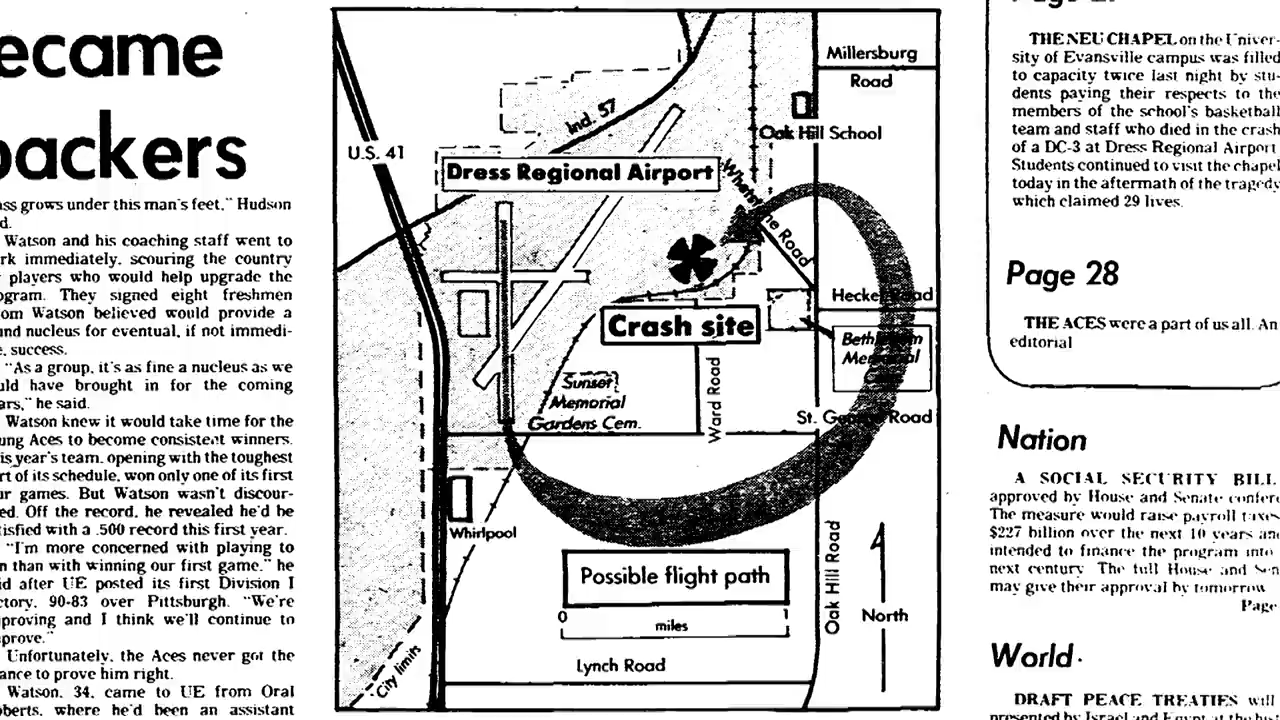 ecame
packers
ss grows under this man's feet," Hudson
d.
Watson and his coaching staff went to
rk immediately, scouring the country
players who would help upgrade the
ogram. They signed eight freshmen
om Watson believed would provide a
und nucleus for eventual, if not immedi-
e, success.
"As a group, it's as fine a nucleus as we
uld have brought in for the coming
ars," he said.
Watson knew it would take time for the
ung Aces to become consistent winners.
is year's team, opening with the toughest
rt of its schedule, won only one of its first
ur games. But Watson wasn't discour-
ed. Off the record, he revealed he'd be
tisfied with a .500 record this first year.
"I'm more concerned with playing to
n than with winning our first game." he
id after UE posted its first Division I
ctory, 90-83 over Pittsburgh. "We're
proving and I think we'll continue to
prove."
Unfortunately, the Aces never got the
ance to prove him right.
Watson, 34, came to UE from Oral
oberts, where he'd been an assistant
Millersburg
Road
Ind. 57
Oak Hill School
U.S. 41
Dress Regional Airport
Road
Road
Crash site
Memorial
Sunset
Memorial
Gardens Cem.
Ward Road
St. Road
Whirlpool
Possible flight path
0 1
miles
Oak Hill Road
North
Lynch Road
City limits
THE NEU CHAPEL on the Univer-
sity of Evansville campus was filled
to capacity twice last night by stu-
dents paying their respects to the
members of the school's basketball
team and staff who died in the crash
of a DC-3 at Dress Regional Airport
Students continued to visit the chapel
today in the aftermath of the tragedy
which claimed 29 lives.
Page 28
THE ACES were a part of us all. An
editorial
Nation
A SOCIAL SECURITY BILL
approved by House and Senate confere
The measure would raise payroll taxes
$227 billion over the next 10 years and
intended to finance the program into
next century The full House and Sen
may give their approval by tomorrow
Page
World
DRAFT PEACE TREATIES will
presented by Israel and Egypt at the